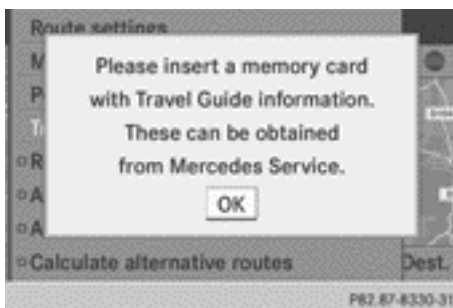 Route settings
M
Please insert a memory card
P
with Travel Guide information.
T
These can be obtained
R
from Mercedes Service.
A
OK
A
Calculate alternative routes
Dest.
P82.87-8330-31